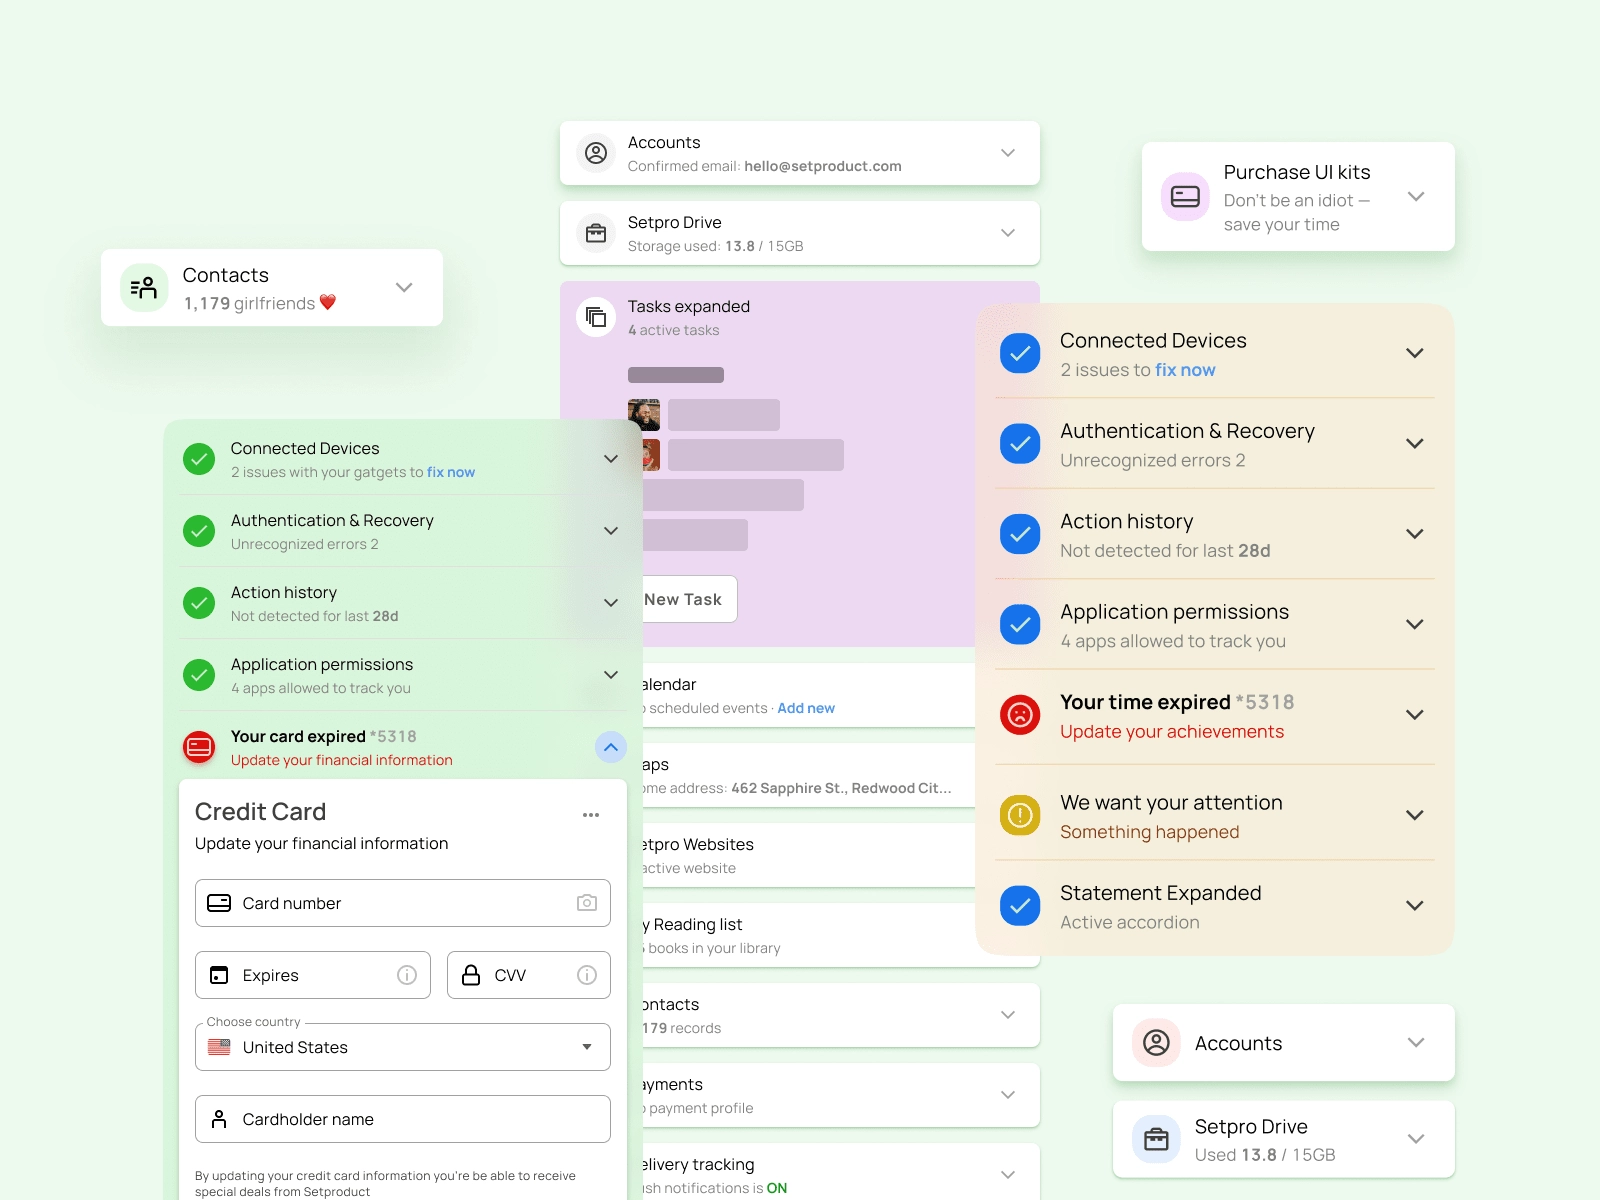 Accounts
Confirmed email: hello@setproduct.com
Setpro Drive
Storage used: 13.8 / 15GB
Tasks expanded
4 active tasks
New Task
scheduled events · Add new
address: 462 Sapphire St., Redwood Cit...
Websites
active website
Reading list
books in your library
records
payment profile
tracking
notifications is ON
Contacts
1,179 girlfriends ❤️
Connected Devices
2 issues with your gatgets to fix now
Authentication & Recovery
Unrecognized errors 2
Action history
Not detected for last 28d
Application permissions
4 apps allowed to track you
Your card expired *5318
Update your financial information
Credit Card
Update your financial information
Card number
Expires
CVV
Choose country
United States
Cardholder name
By updating your credit card information you're be able to receive
special deals from Setproduct
Purchase UI kits
Don't be an idiot —
save your time
Connected Devices
2 issues to fix now
Authentication & Recovery
Unrecognized errors 2
Action history
Not detected for last 28d
Application permissions
4 apps allowed to track you
Your time expired *5318
Update your achievements
We want your attention
Something happened
Statement Expanded
Active accordion
Accounts
Setpro Drive
Used 13.8 / 15GB